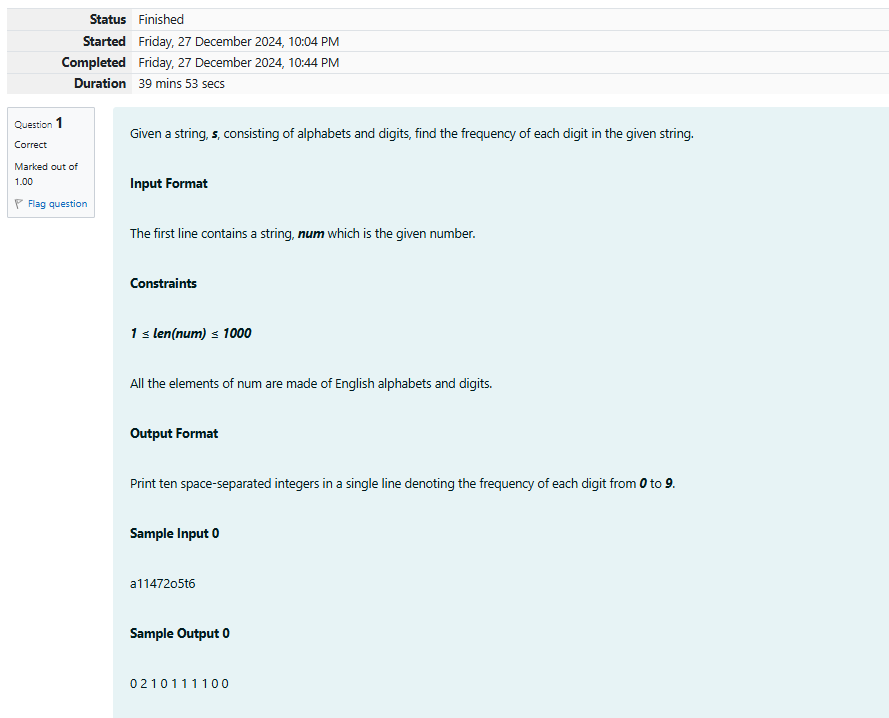 Status Finished
Started Friday, 27 December 2024, 10:04 PM
Completed Friday, 27 December 2024, 10:44 PM
Duration 39 mins 53 secs
Question 1
Correct
Marked out of
1.00
Flag question
Given a string, s, consisting of alphabets and digits, find the frequency of each digit in the given string.
Input Format
The first line contains a string, num which is the given number.
Constraints
1 ≤ len(num) ≤ 1000
All the elements of num are made of English alphabets and digits.
Output Format
Print ten space-separated integers in a single line denoting the frequency of each digit from 0 to 9.
Sample Input 0
a11472o5t6
Sample Output 0
0 2 1 0 1 1 1 1 0 0